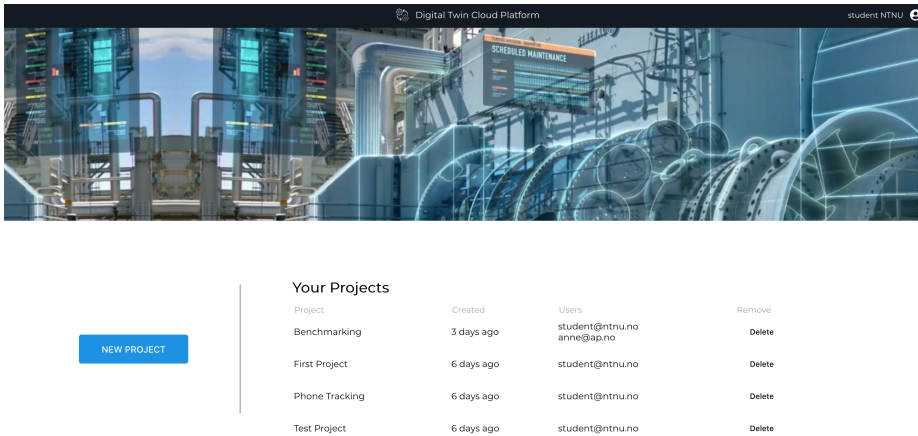 Digital Twin Cloud Platform
student NTNU
SCHEDULED MAINTENANCE
NEW PROJECT
Your Projects
Project Created Users Remove
Benchmarking 3 days ago student@ntnu.no Delete
anne@ap.no
First Project 6 days ago student@ntnu.no Delete
Phone Tracking 6 days ago student@ntnu.no Delete
Test Project 6 days ago student@ntnu.no Delete